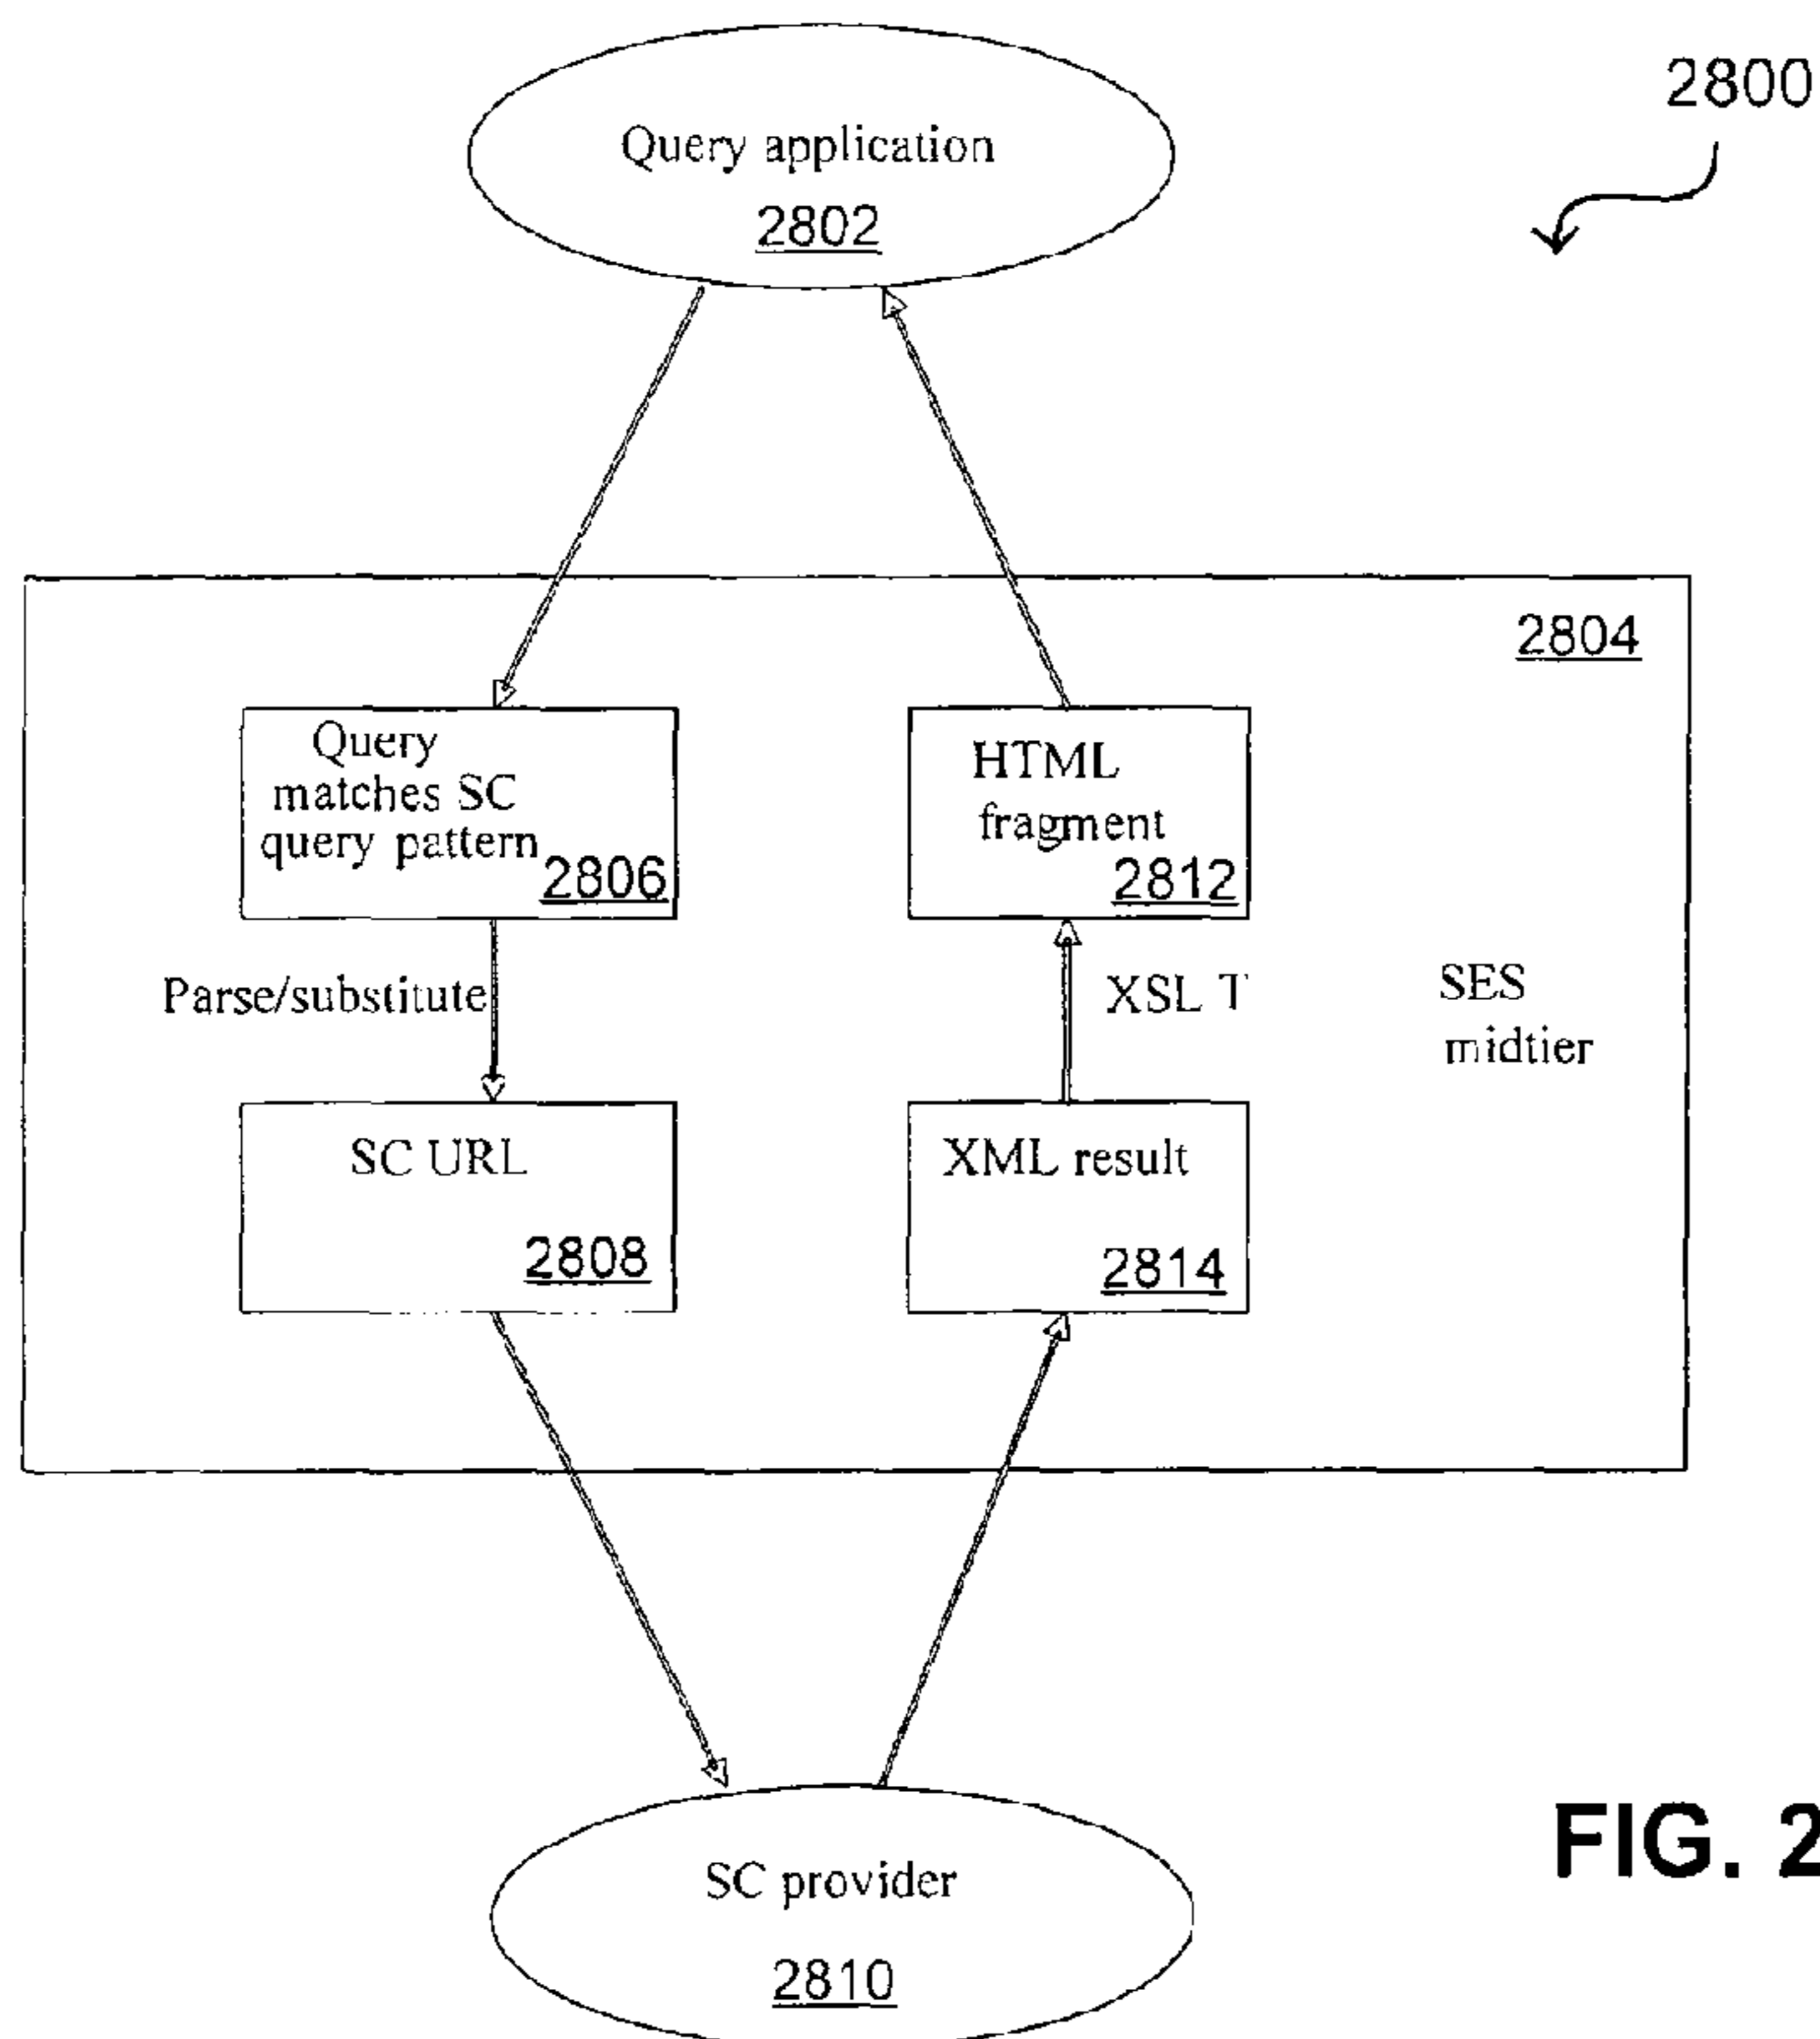 2800
Query application
2802
2804
Query
matches SC
query pattern
2806
HTML
fragment
2812
Parse/substitute
XSL T
SES
midtier
SC URL
2808
XML result
2814
SC provider
2810
FIG. 2